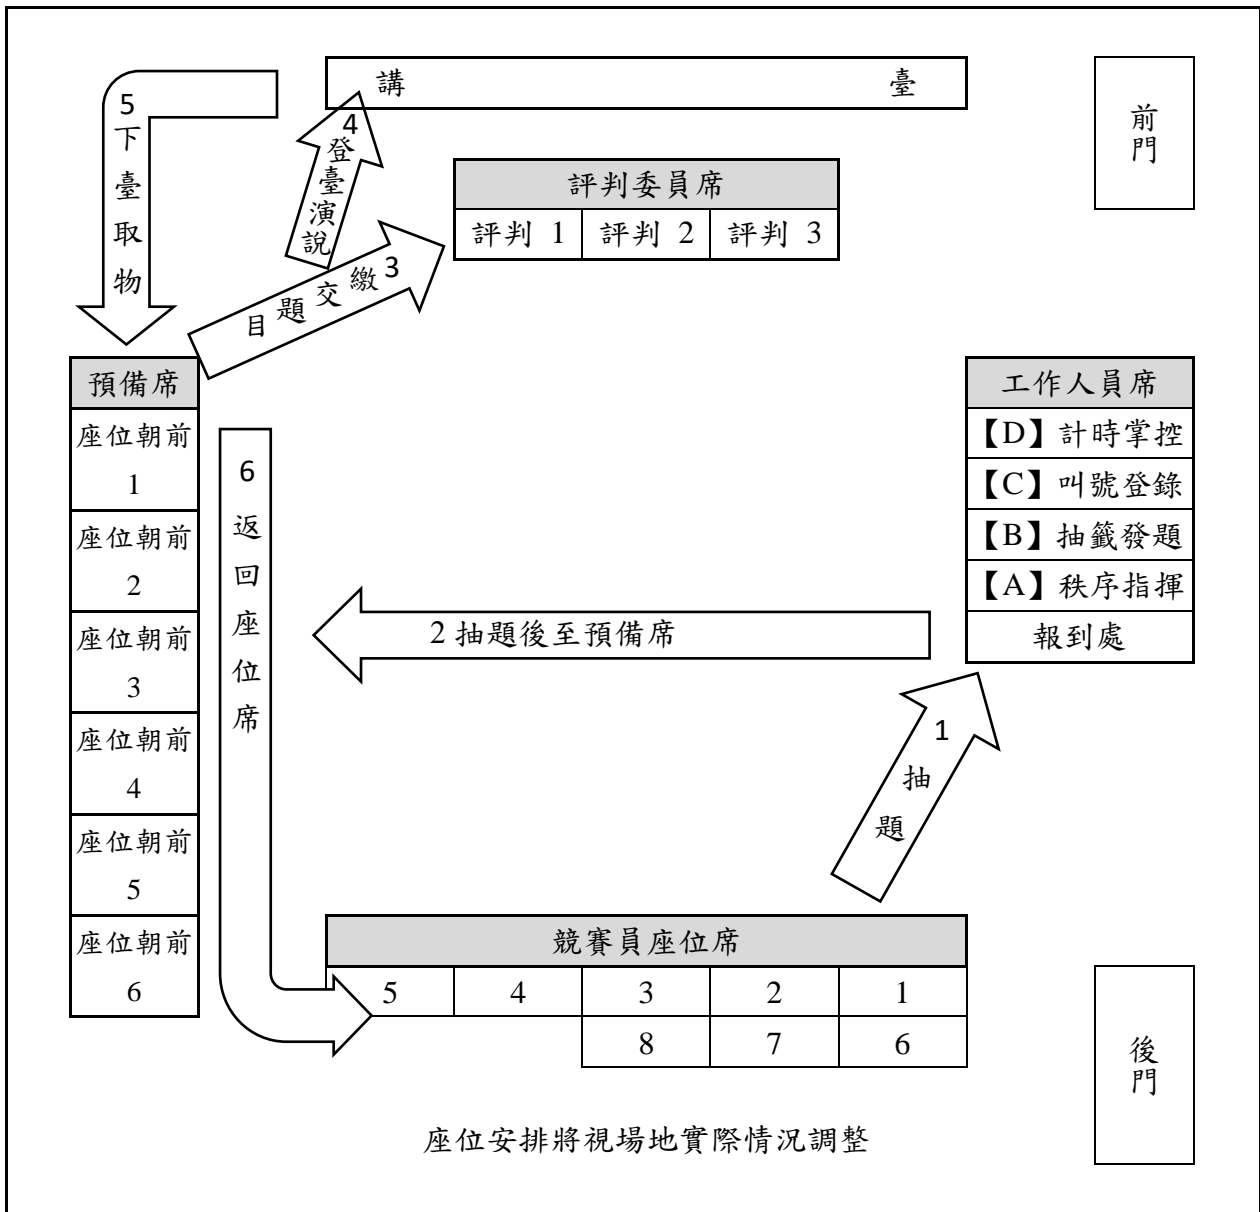 講 臺
前門
5下臺取物
4登臺演說
評判委員席
評判 1 評判 2 評判 3
目題交繳3
預備席
座位朝前
1
座位朝前
2
座位朝前
3
座位朝前
4
座位朝前
5
座位朝前
6
6返回座位席
工作人員席
【D】計時掌控
【C】叫號登錄
【B】抽籤發題
【A】秩序指揮
報到處
2 抽題後至預備席
1抽題
競賽員座位席
5 4 3 2 1
8 7 6
後門
座位安排將視場地實際情況調整